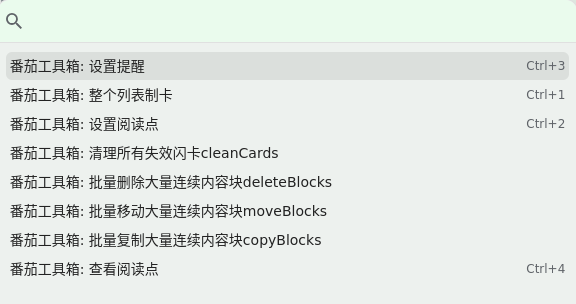 番茄工具箱: 设置提醒 Ctrl+3
番茄工具箱: 整个列表制卡 Ctrl+1
番茄工具箱: 设置阅读点 Ctrl+2
番茄工具箱: 清理所有失效闪卡cleanCards
番茄工具箱: 批量删除大量连续内容块deleteBlocks
番茄工具箱: 批量移动大量连续内容块moveBlocks
番茄工具箱: 批量复制大量连续内容块copyBlocks
番茄工具箱: 查看阅读点 Ctrl+4